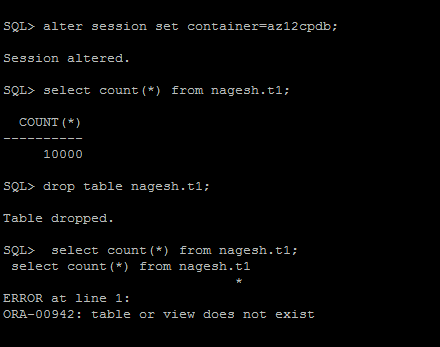 SQL> alter session set container=az12cpdb;
Session altered.
SQL> select count(*) from nagesh.t1;
COUNT(*)
----------
10000
SQL> drop table nagesh.t1;
Table dropped.
SQL>  select count(*) from nagesh.t1;
select count(*) from nagesh.t1
*
ERROR at line 1:
ORA-00942: table or view does not exist